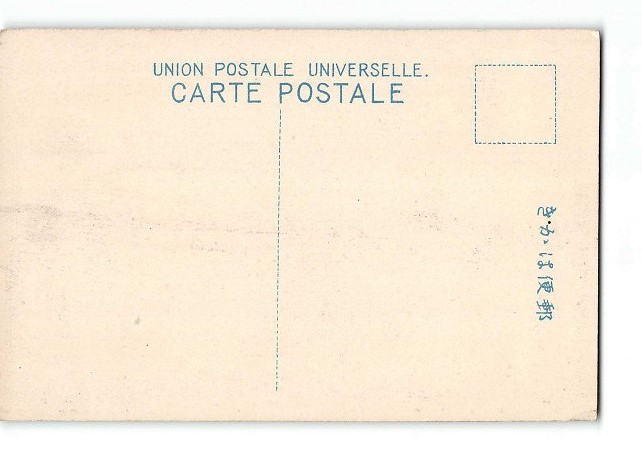 UNION POSTALE UNIVERSELLE.
CARTE POSTALE
郵便はかき